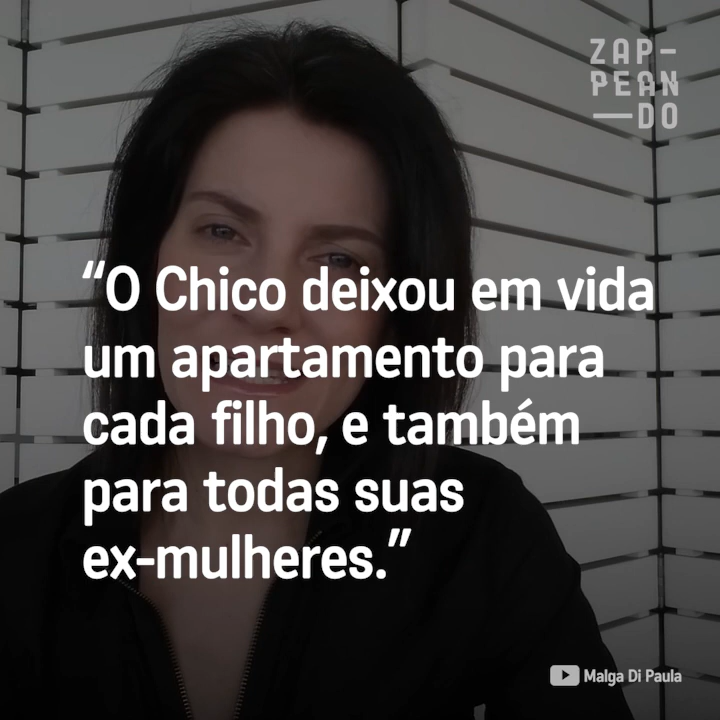 ZAP-
PEAN
—DO
“O Chico deixou em vida
um apartamento para
cada filho, e também
para todas suas
ex-mulheres.”
Malga Di Paula